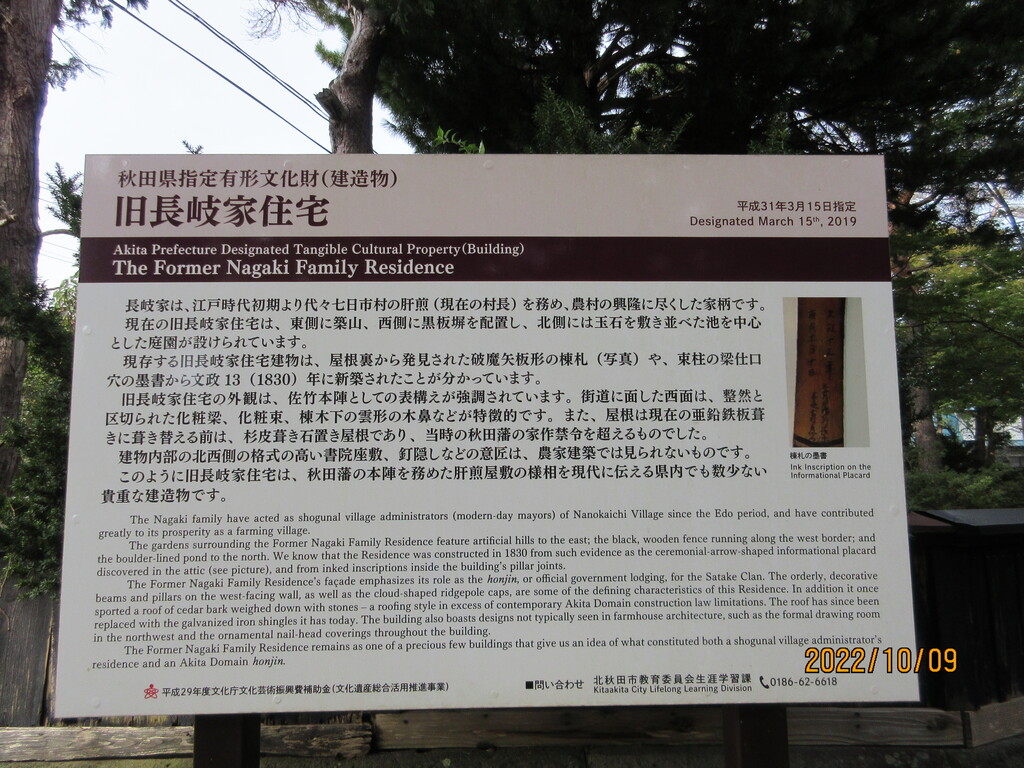 秋田県指定有形文化財(建造物)
旧長岐家住宅
平成31年3月15日指定
Designated March 15th, 2019
Akita Prefecture Designated Tangible Cultural Property(Building)
The Former Nagaki Family Residence
長岐家は、江戸時代初期より代々七日市村の肝煎(現在の村長)を務め、農村の興隆に尽くした家柄です。
現在の旧長岐家住宅は、東側に築山、西側に黒板塀を配置し、北側には玉石を敷き並べた池を中心
とした庭園が設けられています。
現存する旧長岐家住宅建物は、屋根裏から発見された破魔矢板形の棟札(写真)や、束柱の梁仕口
穴の墨書から文政13(1830)年に新築されたことが分かっています。
旧長岐家住宅の外観は、佐竹本陣としての表構えが強調されています。街道に面した西面は、整然と
区切られた化粧梁、化粧束、棟木下の雲形の木鼻などが特徴的です。また、屋根は現在の亜鉛鉄板葺
きに葺き替える前は、杉皮葺き石置き屋根であり、当時の秋田藩の家作禁令を超えるものでした。
建物内部の北西側の格式の高い書院座敷、釘隠しなどの意匠は、農家建築では見られないものです。
このように旧長岐家住宅は、秋田藩の本陣を務めた肝煎屋敷の様相を現代に伝える県内でも数少ない
貴重な建造物です。
棟札の墨書
Ink Inscription on the
Informational Placard
The Nagaki family have acted as shogunal village administrators (modern-day mayors) of Nanokaichi Village since the Edo period, and have contributed
greatly to its prosperity as a farming village.
The gardens surrounding the Former Nagaki Family Residence feature artificial hills to the east; the black, wooden fence running along the west border; and
the boulder-lined pond to the north. We know that the Residence was constructed in 1830 from such evidence as the ceremonial-arrow-shaped informational placard
discovered in the attic (see picture), and from inked inscriptions inside the building's pillar joints.
The Former Nagaki Family Residence's façade emphasizes its role as the honjin, or official government lodging, for the Satake Clan. The orderly, decorative
beams and pillars on the west-facing wall, as well as the cloud-shaped ridgepole caps, are some of the defining characteristics of this Residence. In addition it once
sported a roof of cedar bark weighed down with stones – a roofing style in excess of contemporary Akita Domain construction law limitations. The roof has since been
replaced with the galvanized iron shingles it has today. The building also boasts designs not typically seen in farmhouse architecture, such as the formal drawing room
in the northwest and the ornamental nail-head coverings throughout the building.
The Former Nagaki Family Residence remains as one of a precious few buildings that give us an idea of what constituted both a shogunal village administrator's
residence and an Akita Domain honjin.
平成29年度文化庁文化芸術振興費補助金(文化遺産総合活用推進事業)
■問い合わせ 北秋田市教育委員会生涯学習課 0186-62-6618
Kitaakita City Lifelong Learning Division
2022/10/09